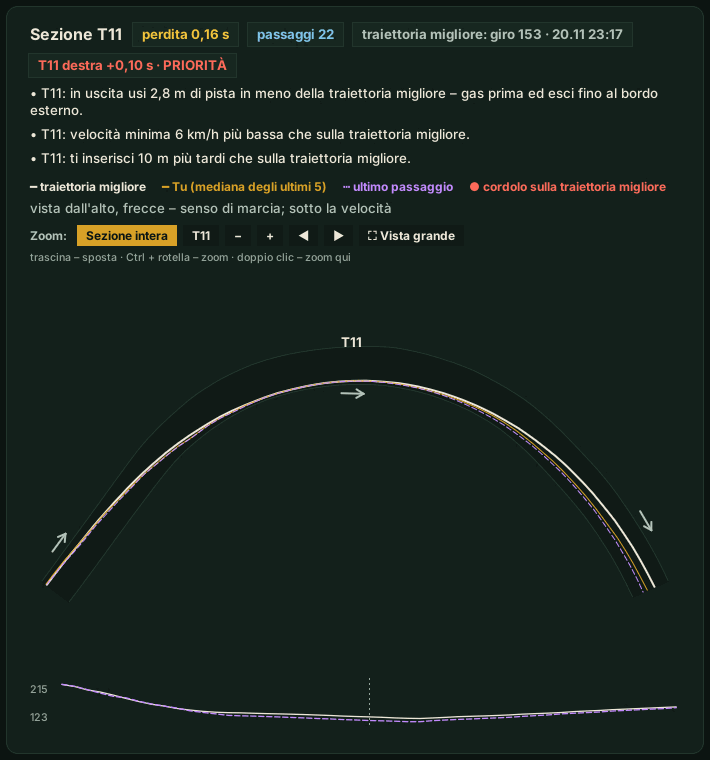 Sezione T11 perdita 0,16 s passaggi 22 traiettoria migliore: giro 153 · 20.11 23:17
T11 destra +0,10 s · PRIORITÀ
• T11: in uscita usi 2,8 m di pista in meno della traiettoria migliore – gas prima ed esci fino al bordo
esterno.
• T11: velocità minima 6 km/h più bassa che sulla traiettoria migliore.
• T11: ti inserisci 10 m più tardi che sulla traiettoria migliore.
━ traiettoria migliore ━ Tu (mediana degli ultimi 5) ┅ ultimo passaggio ● cordolo sulla traiettoria migliore
vista dall'alto, frecce – senso di marcia; sotto la velocità
Zoom: Sezione intera T11 − + ◀ ▶ ⛶ Vista grande
trascina – sposta · Ctrl + rotella – zoom · doppio clic – zoom qui
T11
215
123